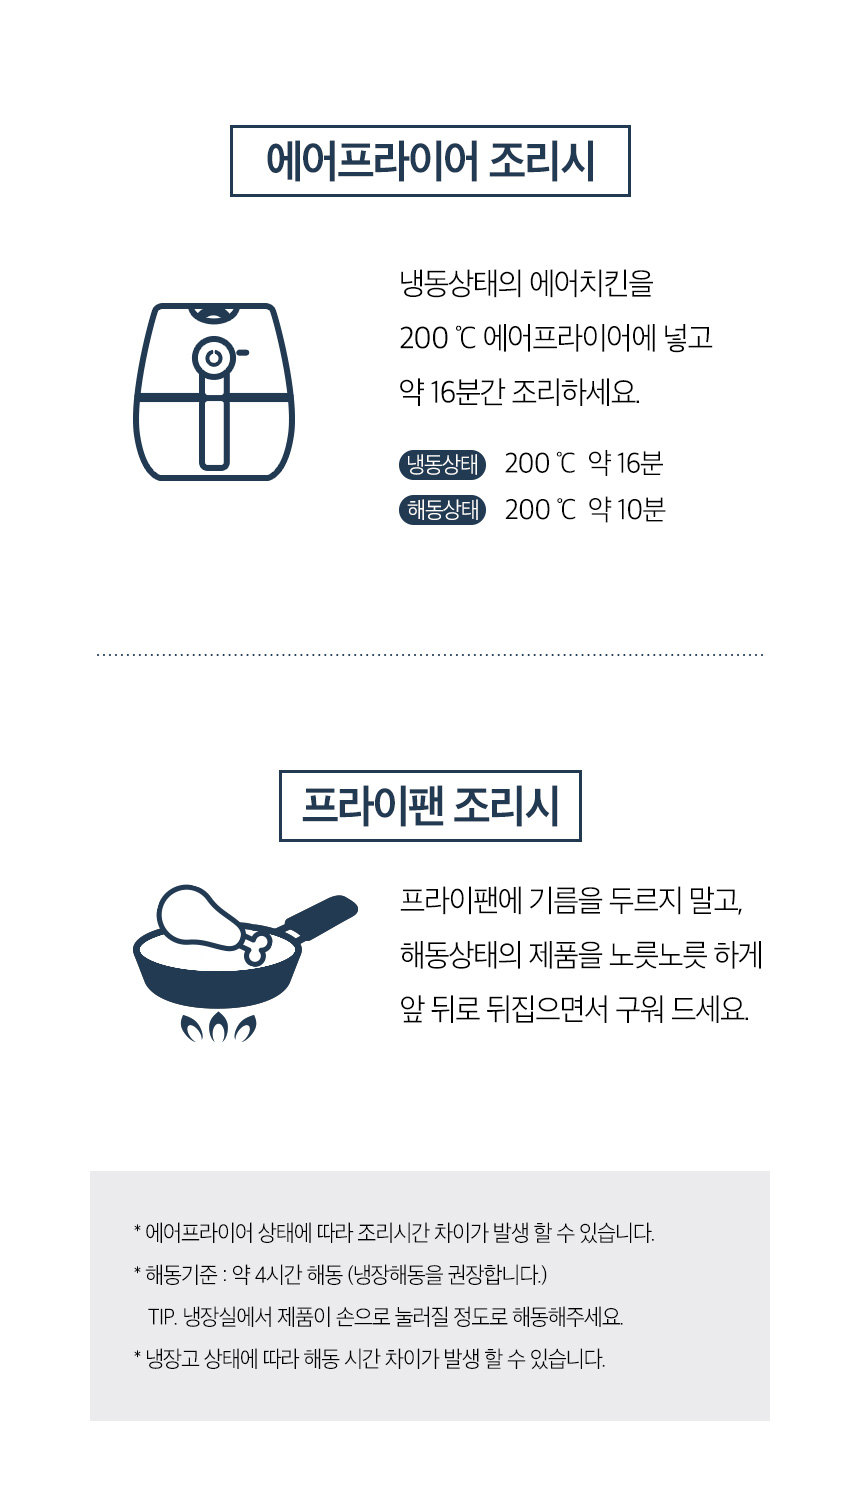 에어프라이어 조리시
냉동상태의 에어치킨을
200 ℃ 에어프라이어에 넣고
약 16분간 조리하세요.
냉동상태 200 ℃ 약 16분
해동상태 200 ℃ 약 10분
프라이팬 조리시
프라이팬에 기름을 두르지 말고,
해동상태의 제품을 노릇노릇 하게
앞 뒤로 뒤집으면서 구워 드세요.
* 에어프라이어 상태에 따라 조리시간 차이가 발생 할 수 있습니다.
* 해동기준 : 약 4시간 해동 (냉장해동을 권장합니다.)
TIP. 냉장실에서 제품이 손으로 눌러질 정도로 해동해주세요.
* 냉장고 상태에 따라 해동 시간 차이가 발생 할 수 있습니다.